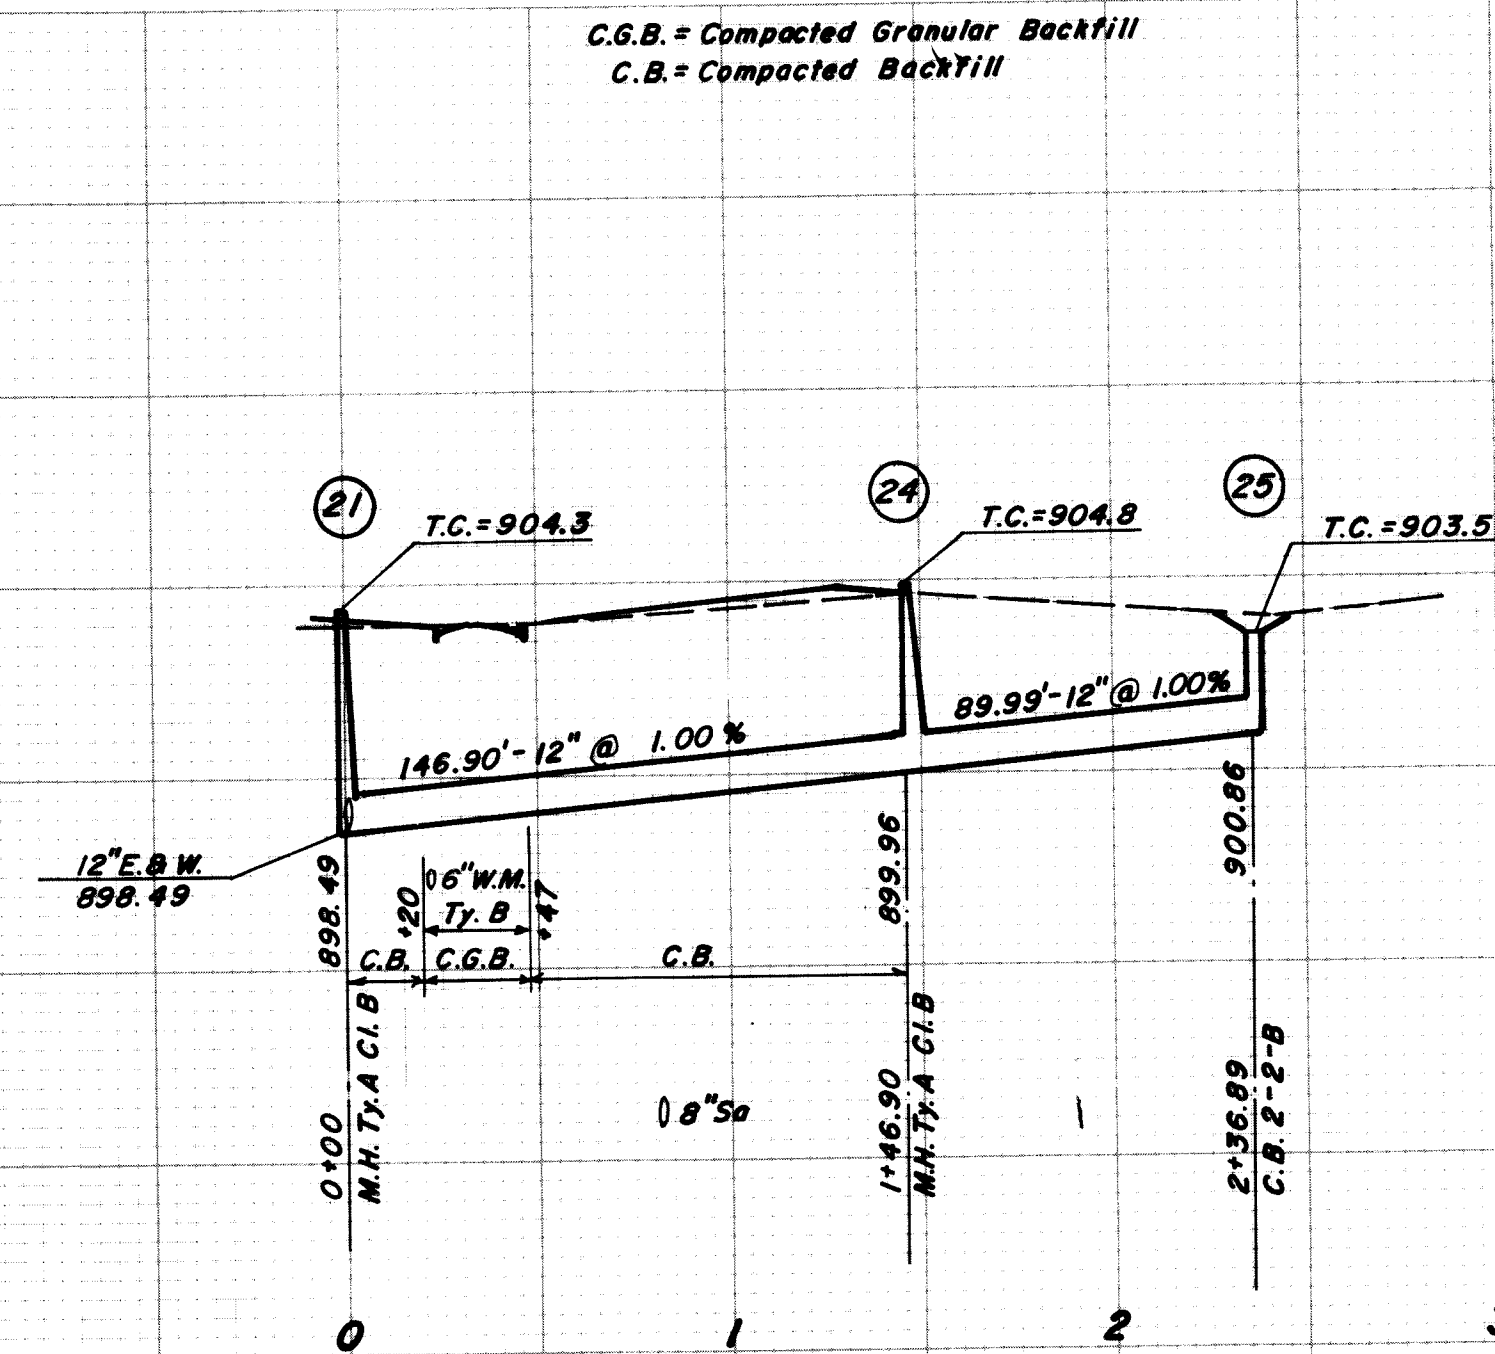 C.G.B. = Compacted Granular Backfill
C.B. = Compacted Backfill
21
24
25
T.C. = 904.3
T.C. = 904.8
T.C. = 903.5
146.90' - 12" @ 1.00 %
89.99' - 12" @ 1.00%
12" E. & W.
898.49
898.49
+20
6" W.M.
Ty. B
+47
899.96
900.86
C.B.
C.G.B.
C.B.
0+00
M.H. Ty. A Cl. B
8" Sa
1+46.90
M.H. Ty. A Cl. B
2+36.89
C.B. 2-2-B
0
1
2